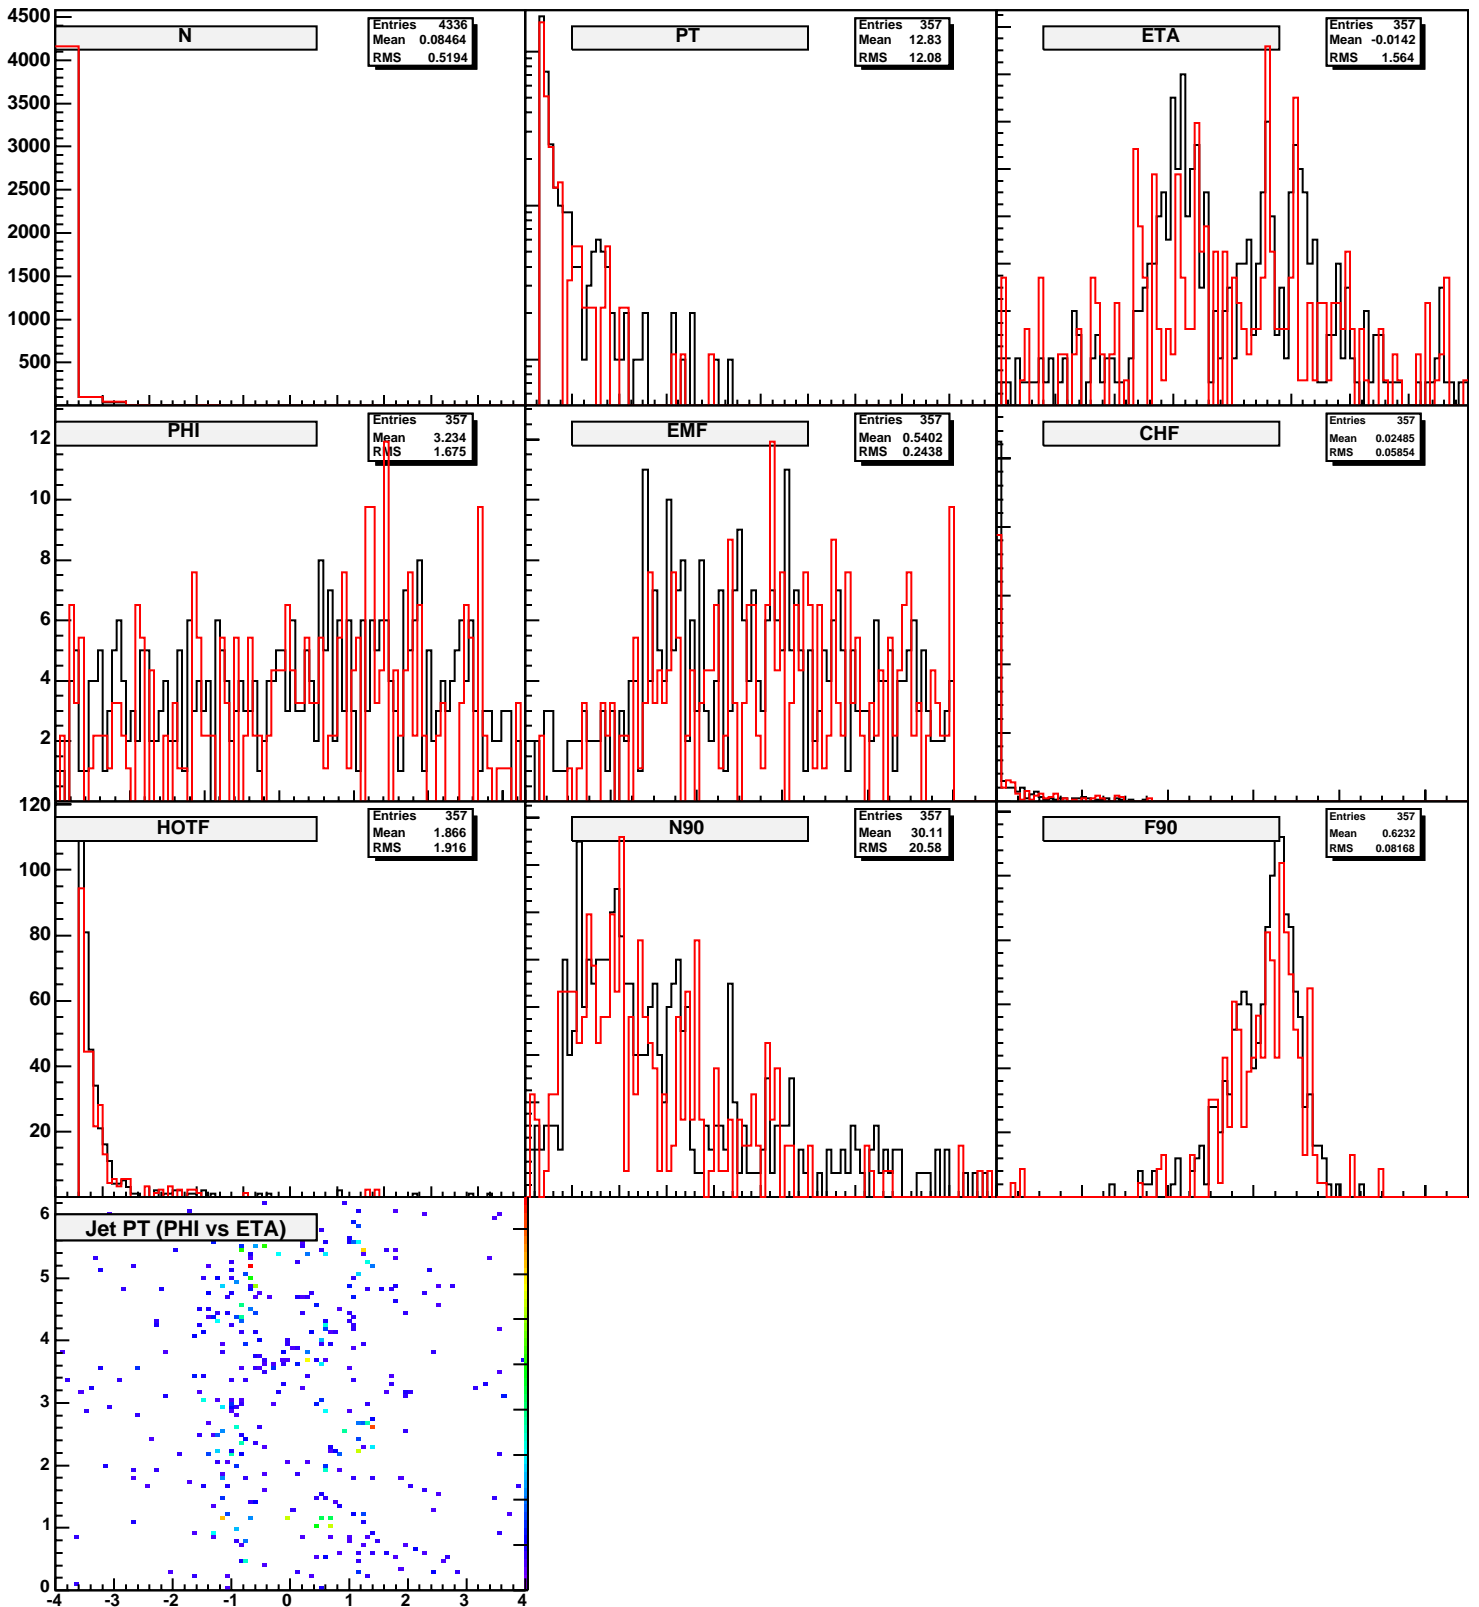 N
Entries 4336
Mean 0.08464
RMS 0.5194
PT
Entries 357
Mean 12.83
RMS 12.08
ETA
Entries 357
Mean -0.0142
RMS 1.564
4500
4000
3500
3000
2500
2000
1500
1000
500
PHI
Entries 357
Mean 3.234
RMS 1.675
EMF
Entries 357
Mean 0.5402
RMS 0.2438
CHF
Entries 357
Mean 0.02485
RMS 0.05854
12
10
8
6
4
2
HOTF
Entries 357
Mean 1.866
RMS 1.916
N90
Entries 357
Mean 30.11
RMS 20.58
F90
Entries 357
Mean 0.6232
RMS 0.08168
120
100
80
60
40
20
Jet PT (PHI vs ETA)
6
5
4
3
2
1
0
-4 -3 -2 -1 0 1 2 3 4